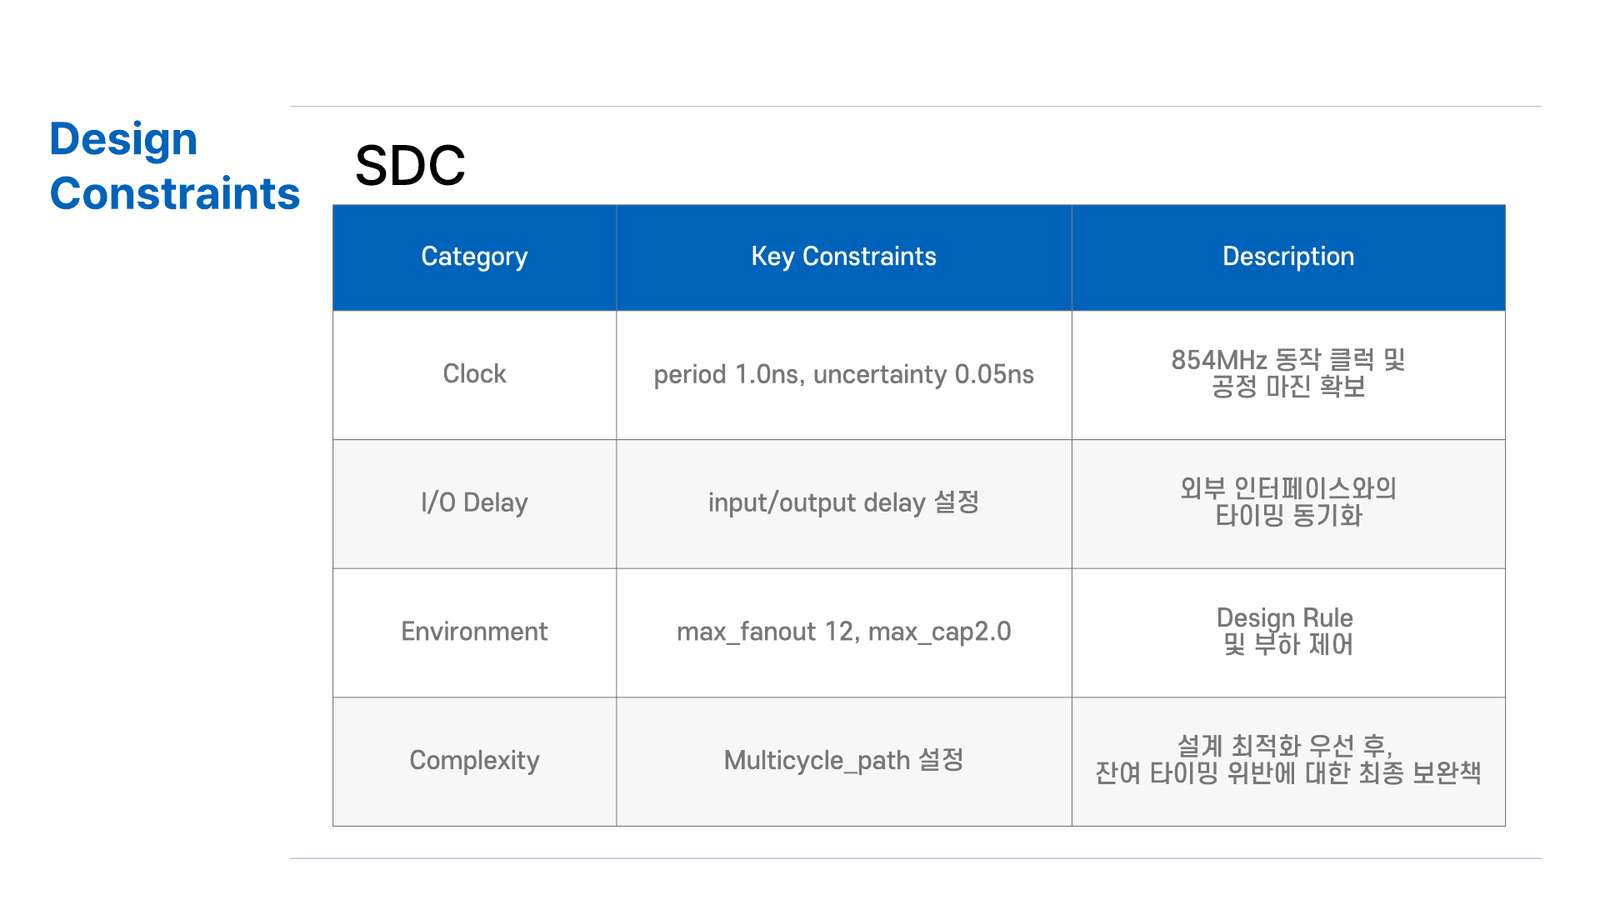 Design
Constraints
SDC
Category
Key Constraints
Description
Clock
period 1.0ns, uncertainty 0.05ns
854MHz 동작 클럭 및
공정 마진 확보
I/O Delay
input/output delay 설정
외부 인터페이스와의
타이밍 동기화
Environment
max_fanout 12, max_cap2.0
Design Rule
및 부하 제어
Complexity
Multicycle_path 설정
설계 최적화 우선 후,
잔여 타이밍 위반에 대한 최종 보완책